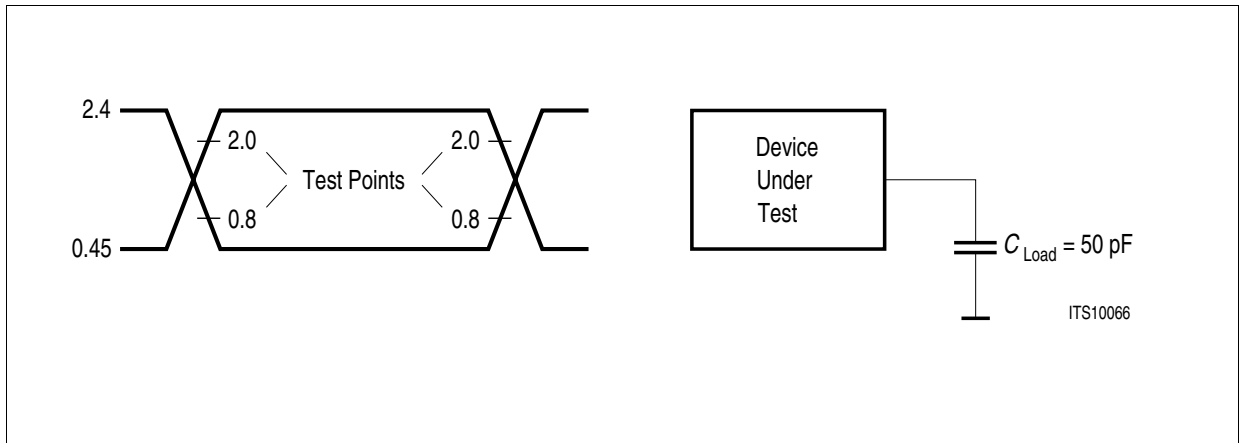 2.4
2.0
2.0
Test Points
0.8
0.8
0.45
Device
Under
Test
C Load = 50 pF
ITS10066